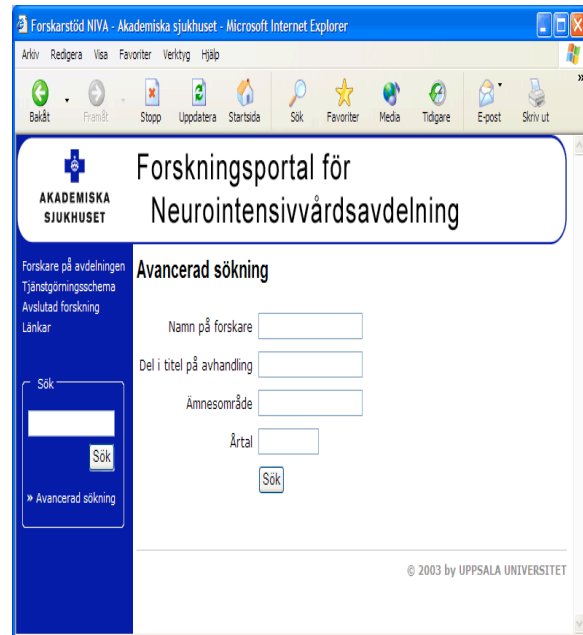 Forskarstöd NIVA - Akademiska sjukhuset - Microsoft Internet Explorer
Arkiv Redigera Visa Favoriter Verktyg Hjälp
Bakåt Framåt Stopp Uppdatera Startsida Sök Favoriter Media Tidigare E-post Skriv ut »
AKADEMISKA
SJUKHUSET
Forskningsportal för
Neurointensivvårdsavdelning
Forskare på avdelningen
Tjänstgörningsschema
Avslutad forskning
Länkar
Sök
Sök
» Avancerad sökning
Avancerad sökning
Namn på forskare
Del i titel på avhandling
Ämnesområde
Årtal
Sök
© 2003 by UPPSALA UNIVERSITET